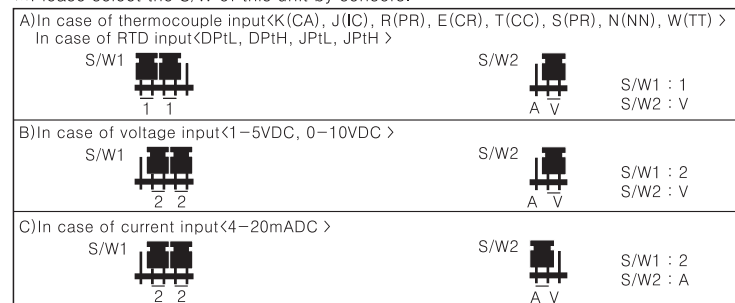 A)In case of thermocouple input<K(CA), J(IC), R(PR), E(CR), T(CC), S(PR), N(NN), W(TT) >
In case of RTD input<DPtL, DPtH, JPtL, JPtH >
S/W1
1 1
S/W2
A V
S/W1 : 1
S/W2 : V
B)In case of voltage input<1-5VDC, 0-10VDC >
S/W1
2 2
S/W2
A V
S/W1 : 2
S/W2 : V
C)In case of current input<4-20mADC >
S/W1
2 2
S/W2
A V
S/W1 : 2
S/W2 : A